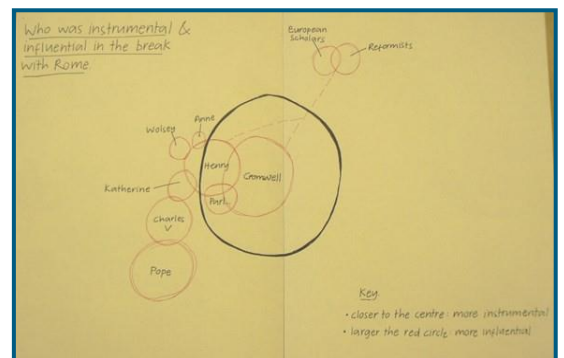 Who was instrumental &
influential in the break
with Rome.
European
Scholars
Reformists
Anne
Wolsey
Henry
Cromwell
Katherine
Parl.
Charles
V
Pope
Key
• closer to the centre: more instrumental
• larger the red circle: more influential